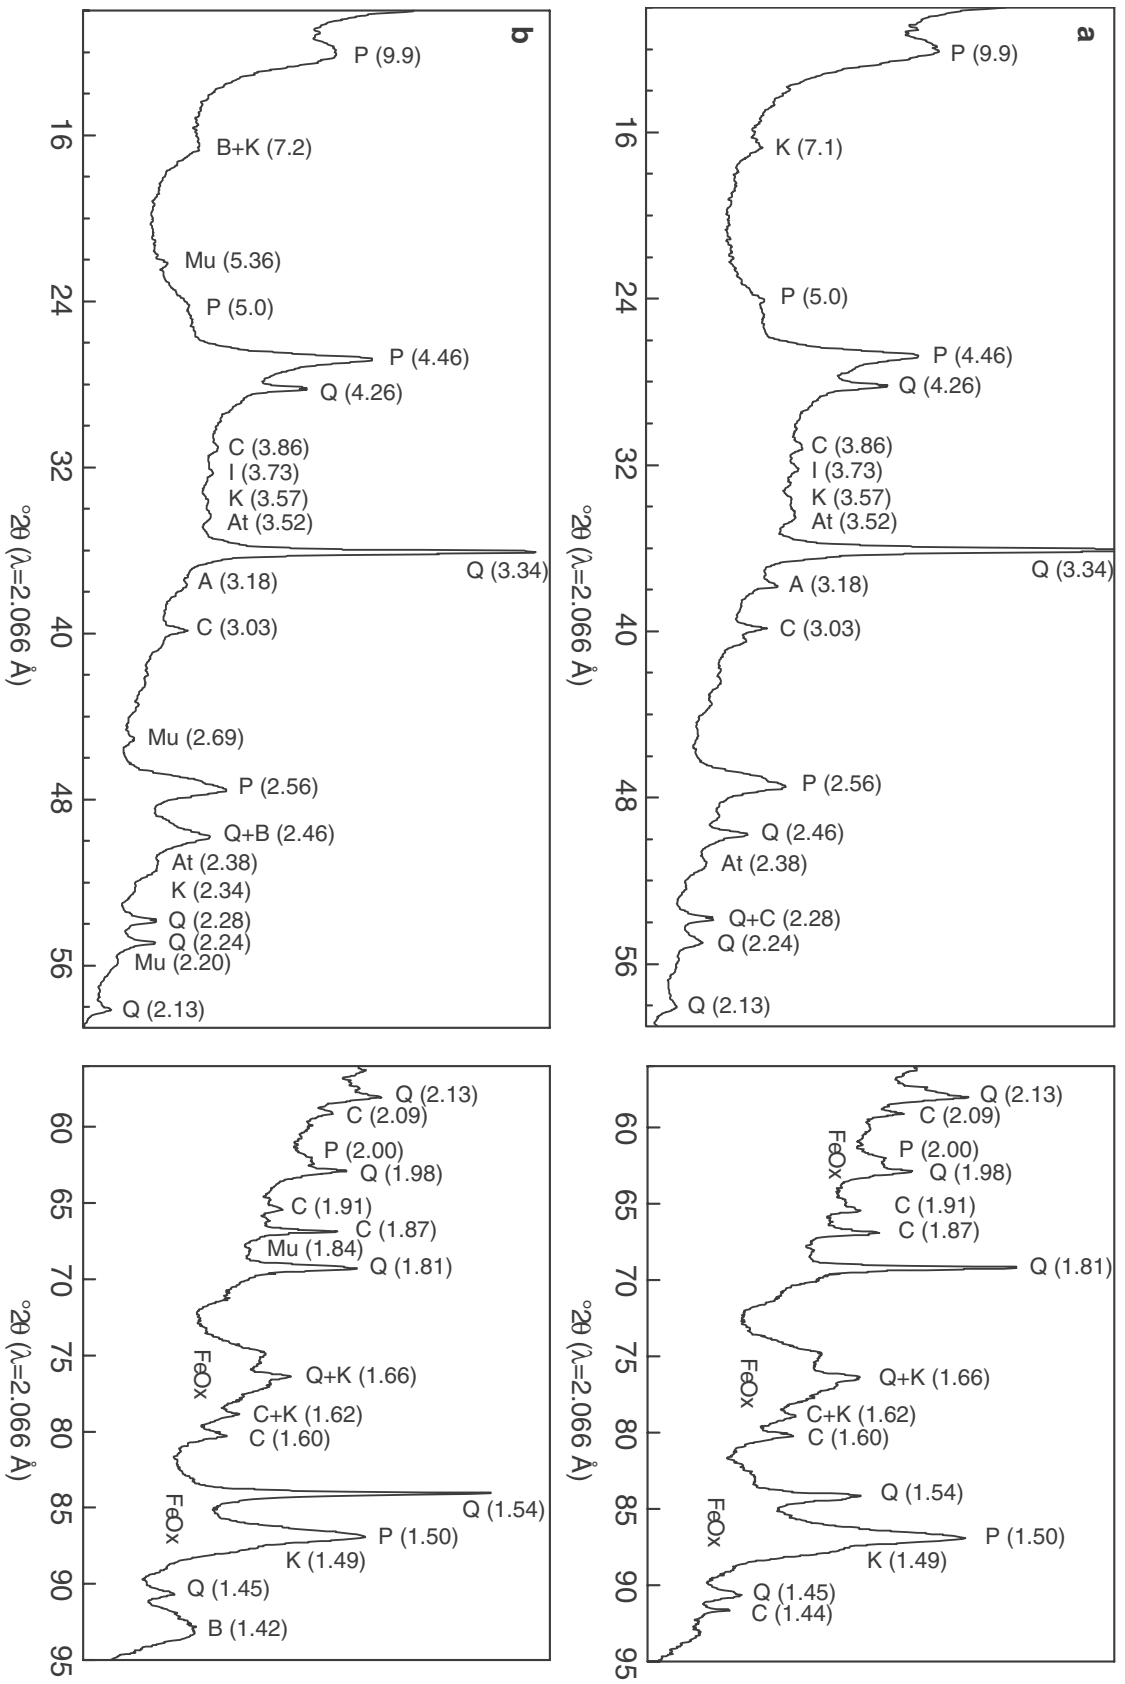 a
P (9.9)
K (7.1)
P (5.0)
P (4.46)
Q (4.26)
C (3.86)
I (3.73)
K (3.57)
At (3.52)
Q (3.34)
A (3.18)
C (3.03)
P (2.56)
Q (2.46)
At (2.38)
Q+C (2.28)
Q (2.24)
Q (2.13)
16
24
32
40
48
56
°2θ (λ=2.066 Å)
Q (2.13)
C (2.09)
FeOx
P (2.00)
Q (1.98)
C (1.91)
C (1.87)
Q (1.81)
FeOx
Q+K (1.66)
C+K (1.62)
C (1.60)
Q (1.54)
FeOx
P (1.50)
K (1.49)
Q (1.45)
C (1.44)
60
65
70
75
80
85
90
95
°2θ (λ=2.066 Å)
b
P (9.9)
B+K (7.2)
Mu (5.36)
P (5.0)
P (4.46)
Q (4.26)
C (3.86)
I (3.73)
K (3.57)
At (3.52)
Q (3.34)
A (3.18)
C (3.03)
Mu (2.69)
P (2.56)
Q+B (2.46)
At (2.38)
K (2.34)
Q (2.28)
Q (2.24)
Mu (2.20)
Q (2.13)
16
24
32
40
48
56
°2θ (λ=2.066 Å)
Q (2.13)
C (2.09)
P (2.00)
Q (1.98)
C (1.91)
C (1.87)
Mu (1.84)
Q (1.81)
FeOx
Q+K (1.66)
C+K (1.62)
C (1.60)
Q (1.54)
FeOx
P (1.50)
K (1.49)
Q (1.45)
B (1.42)
60
65
70
75
80
85
90
95
°2θ (λ=2.066 Å)